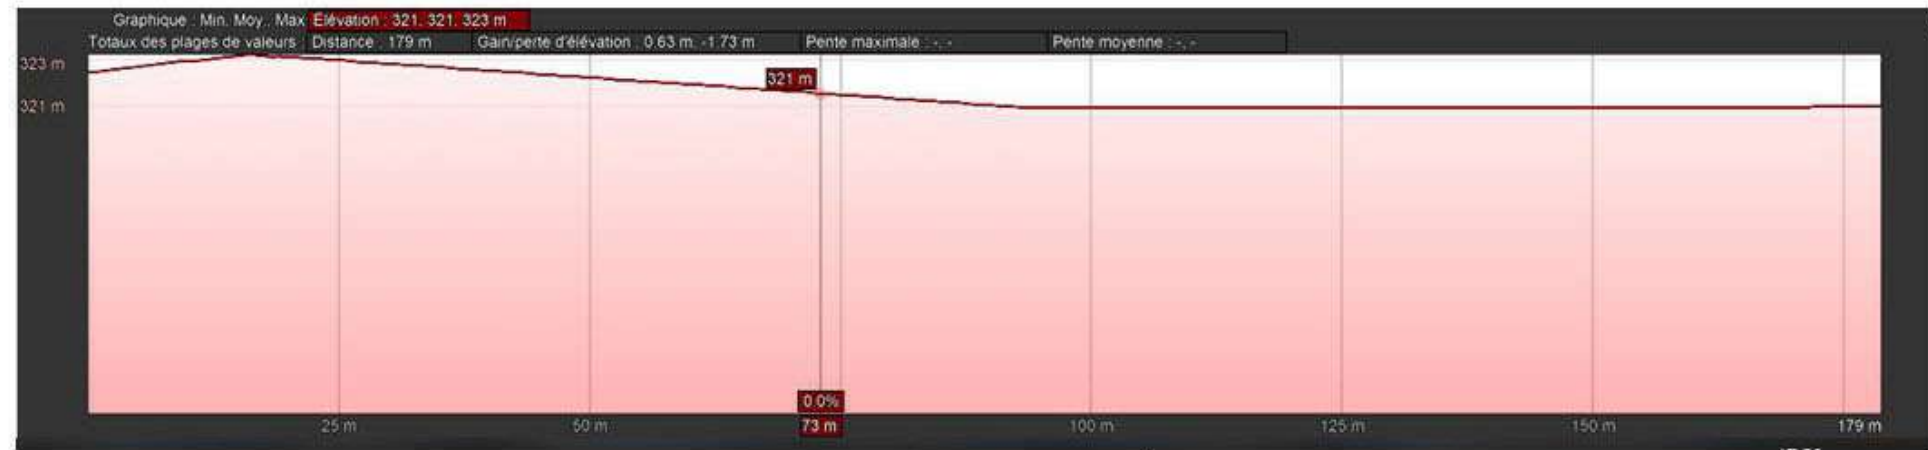 Graphique : Min. Moy.. Max Élévation : 321. 321. 323 m
Totaux des plages de valeurs Distance : 179 m Gain/perte d'élévation : 0.63 m. -1.73 m Pente maximale : -. - Pente moyenne : -. -
323 m
321 m
321 m
0.0%
25 m 50 m 73 m 100 m 125 m 150 m 179 m